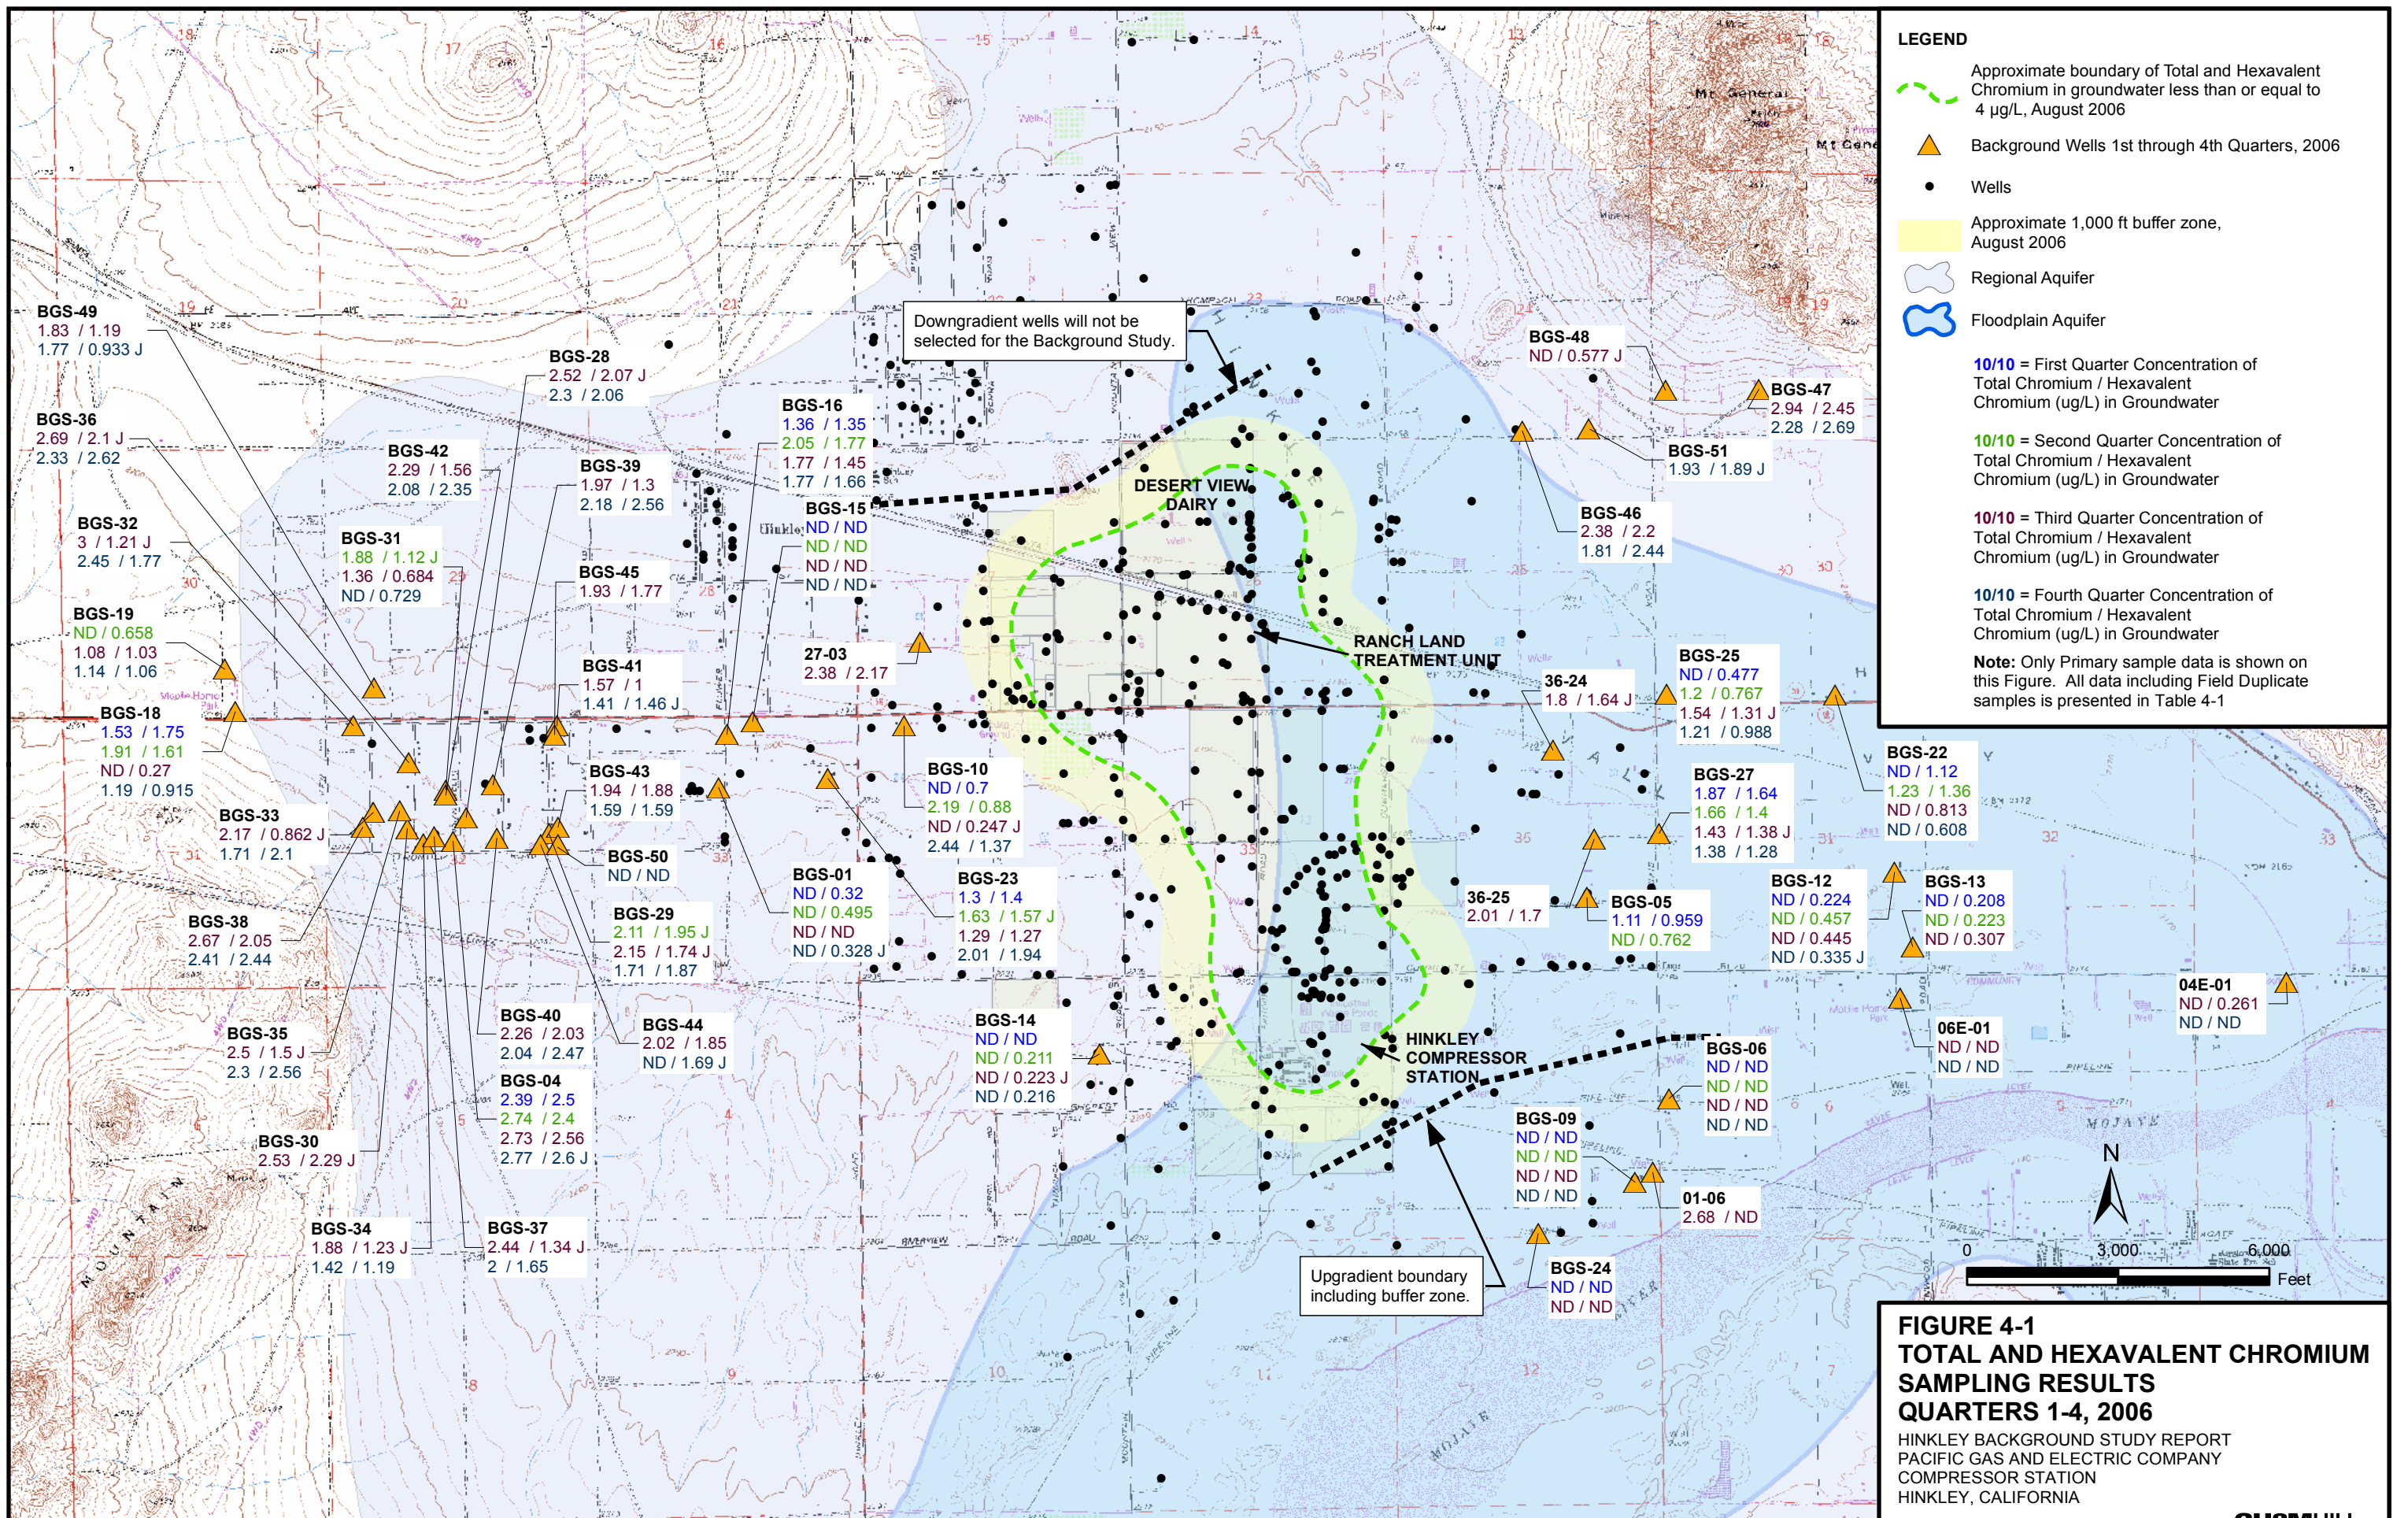 LEGEND
Approximate boundary of Total and Hexavalent
Chromium in groundwater less than or equal to
4 µg/L, August 2006
Background Wells 1st through 4th Quarters, 2006
Wells
Approximate 1,000 ft buffer zone,
August 2006
Regional Aquifer
Floodplain Aquifer
10/10 = First Quarter Concentration of
Total Chromium / Hexavalent
Chromium (ug/L) in Groundwater
10/10 = Second Quarter Concentration of
Total Chromium / Hexavalent
Chromium (ug/L) in Groundwater
10/10 = Third Quarter Concentration of
Total Chromium / Hexavalent
Chromium (ug/L) in Groundwater
10/10 = Fourth Quarter Concentration of
Total Chromium / Hexavalent
Chromium (ug/L) in Groundwater
Note: Only Primary sample data is shown on
this Figure. All data including Field Duplicate
samples is presented in Table 4-1
BGS-49
1.83 / 1.19
1.77 / 0.933 J
BGS-36
2.69 / 2.1 J
2.33 / 2.62
BGS-32
3 / 1.21 J
2.45 / 1.77
BGS-19
ND / 0.658
1.08 / 1.03
1.14 / 1.06
BGS-18
1.53 / 1.75
1.91 / 1.61
ND / 0.27
1.19 / 0.915
BGS-33
2.17 / 0.862 J
1.71 / 2.1
BGS-38
2.67 / 2.05
2.41 / 2.44
BGS-35
2.5 / 1.5 J
2.3 / 2.56
BGS-30
2.53 / 2.29 J
BGS-34
1.88 / 1.23 J
1.42 / 1.19
BGS-37
2.44 / 1.34 J
2 / 1.65
BGS-04
2.39 / 2.5
2.74 / 2.4
2.73 / 2.56
2.77 / 2.6 J
BGS-40
2.26 / 2.03
2.04 / 2.47
BGS-44
2.02 / 1.85
ND / 1.69 J
BGS-29
2.11 / 1.95 J
2.15 / 1.74 J
1.71 / 1.87
BGS-50
ND / ND
BGS-43
1.94 / 1.88
1.59 / 1.59
BGS-41
1.57 / 1
1.41 / 1.46 J
BGS-45
1.93 / 1.77
BGS-39
1.97 / 1.3
2.18 / 2.56
BGS-28
2.52 / 2.07 J
2.3 / 2.06
BGS-42
2.29 / 1.56
2.08 / 2.35
BGS-31
1.88 / 1.12 J
1.36 / 0.684
ND / 0.729
BGS-16
1.36 / 1.35
2.05 / 1.77
1.77 / 1.45
1.77 / 1.66
BGS-15
ND / ND
ND / ND
ND / ND
ND / ND
27-03
2.38 / 2.17
BGS-10
ND / 0.7
2.19 / 0.88
ND / 0.247 J
2.44 / 1.37
BGS-01
ND / 0.32
ND / 0.495
ND / ND
ND / 0.328 J
BGS-23
1.3 / 1.4
1.63 / 1.57 J
1.29 / 1.27
2.01 / 1.94
BGS-14
ND / ND
ND / 0.211
ND / 0.223 J
ND / 0.216
Downgradient wells will not be
selected for the Background Study.
DESERT VIEW
DAIRY
RANCH LAND
TREATMENT UNIT
HINKLEY
COMPRESSOR
STATION
Upgradient boundary
including buffer zone.
BGS-48
ND / 0.577 J
BGS-47
2.94 / 2.45
2.28 / 2.69
BGS-51
1.93 / 1.89 J
BGS-46
2.38 / 2.2
1.81 / 2.44
36-24
1.8 / 1.64 J
BGS-25
ND / 0.477
1.2 / 0.767
1.54 / 1.31 J
1.21 / 0.988
BGS-22
ND / 1.12
1.23 / 1.36
ND / 0.813
ND / 0.608
BGS-27
1.87 / 1.64
1.66 / 1.4
1.43 / 1.38 J
1.38 / 1.28
36-25
2.01 / 1.7
BGS-05
1.11 / 0.959
ND / 0.762
BGS-12
ND / 0.224
ND / 0.457
ND / 0.445
ND / 0.335 J
BGS-13
ND / 0.208
ND / 0.223
ND / 0.307
04E-01
ND / 0.261
ND / ND
06E-01
ND / ND
ND / ND
BGS-06
ND / ND
ND / ND
ND / ND
ND / ND
BGS-09
ND / ND
ND / ND
ND / ND
ND / ND
01-06
2.68 / ND
BGS-24
ND / ND
ND / ND
Mt General
MOUNTAIN
MOJAVE
RIVER
MOJAVE
N
0 3,000 6,000
Feet
FIGURE 4-1
TOTAL AND HEXAVALENT CHROMIUM
SAMPLING RESULTS
QUARTERS 1-4, 2006
HINKLEY BACKGROUND STUDY REPORT
PACIFIC GAS AND ELECTRIC COMPANY
COMPRESSOR STATION
HINKLEY, CALIFORNIA